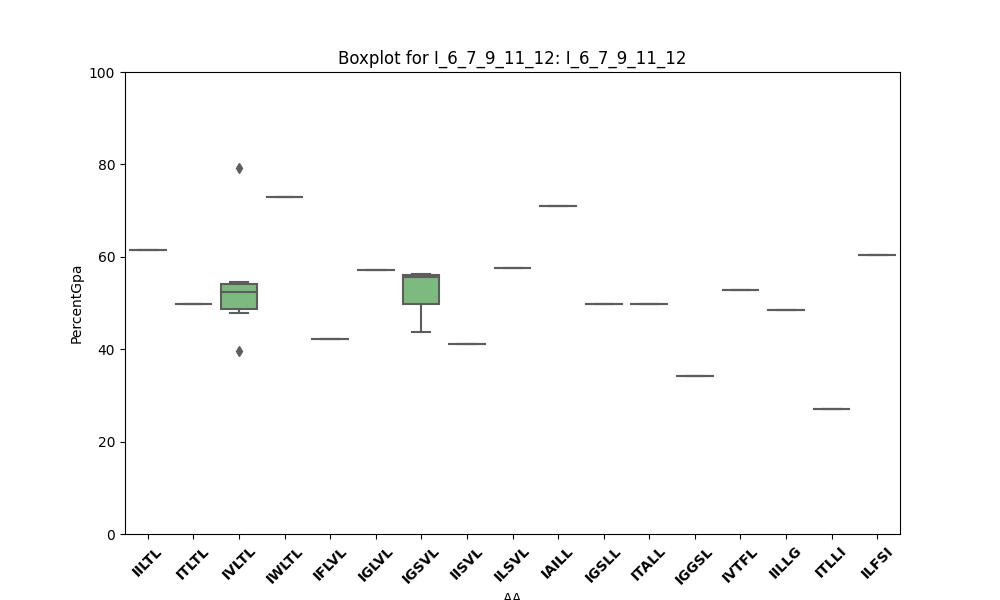 Boxplot for I_6_7_9_11_12: I_6_7_9_11_12
100
80
60
40
20
0
PercentGpa
IILTL
ITLTL
IVLTL
IWLTL
IFLVL
IGLVL
IGSVL
IISVL
ILSVL
IAILL
IGSLL
ITALL
IGGSL
IVTFL
IILLG
ITLLI
ILFSI
AA